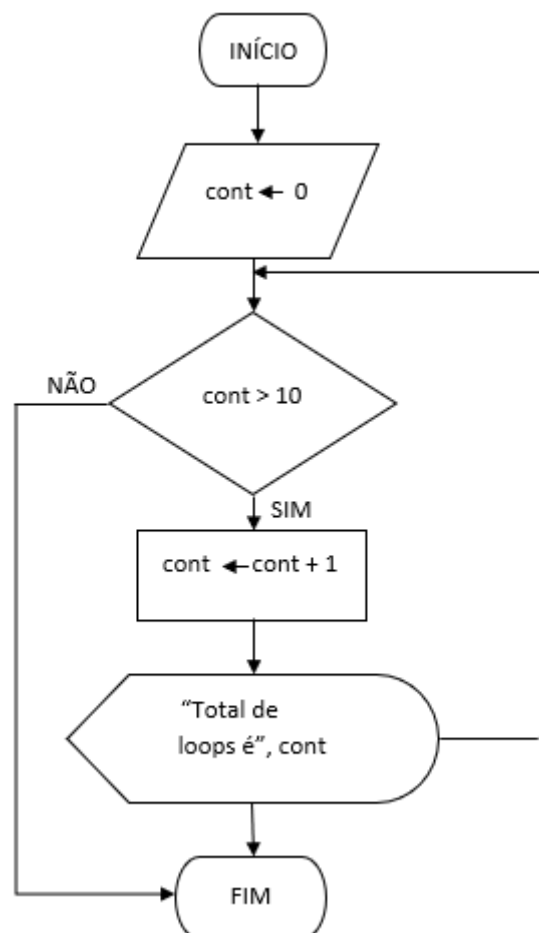 INÍCIO
cont ← 0
cont > 10
NÃO
SIM
cont ← cont + 1
“Total de
loops é”, cont
FIM